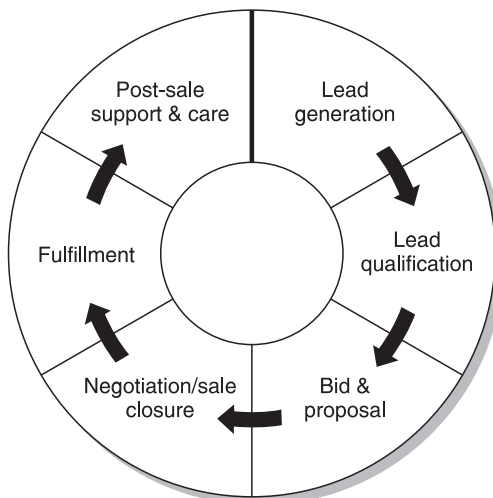 Lead
generation
Lead
qualification
Bid &
proposal
Negotiation/sale
closure
Fulfillment
Post-sale
support & care